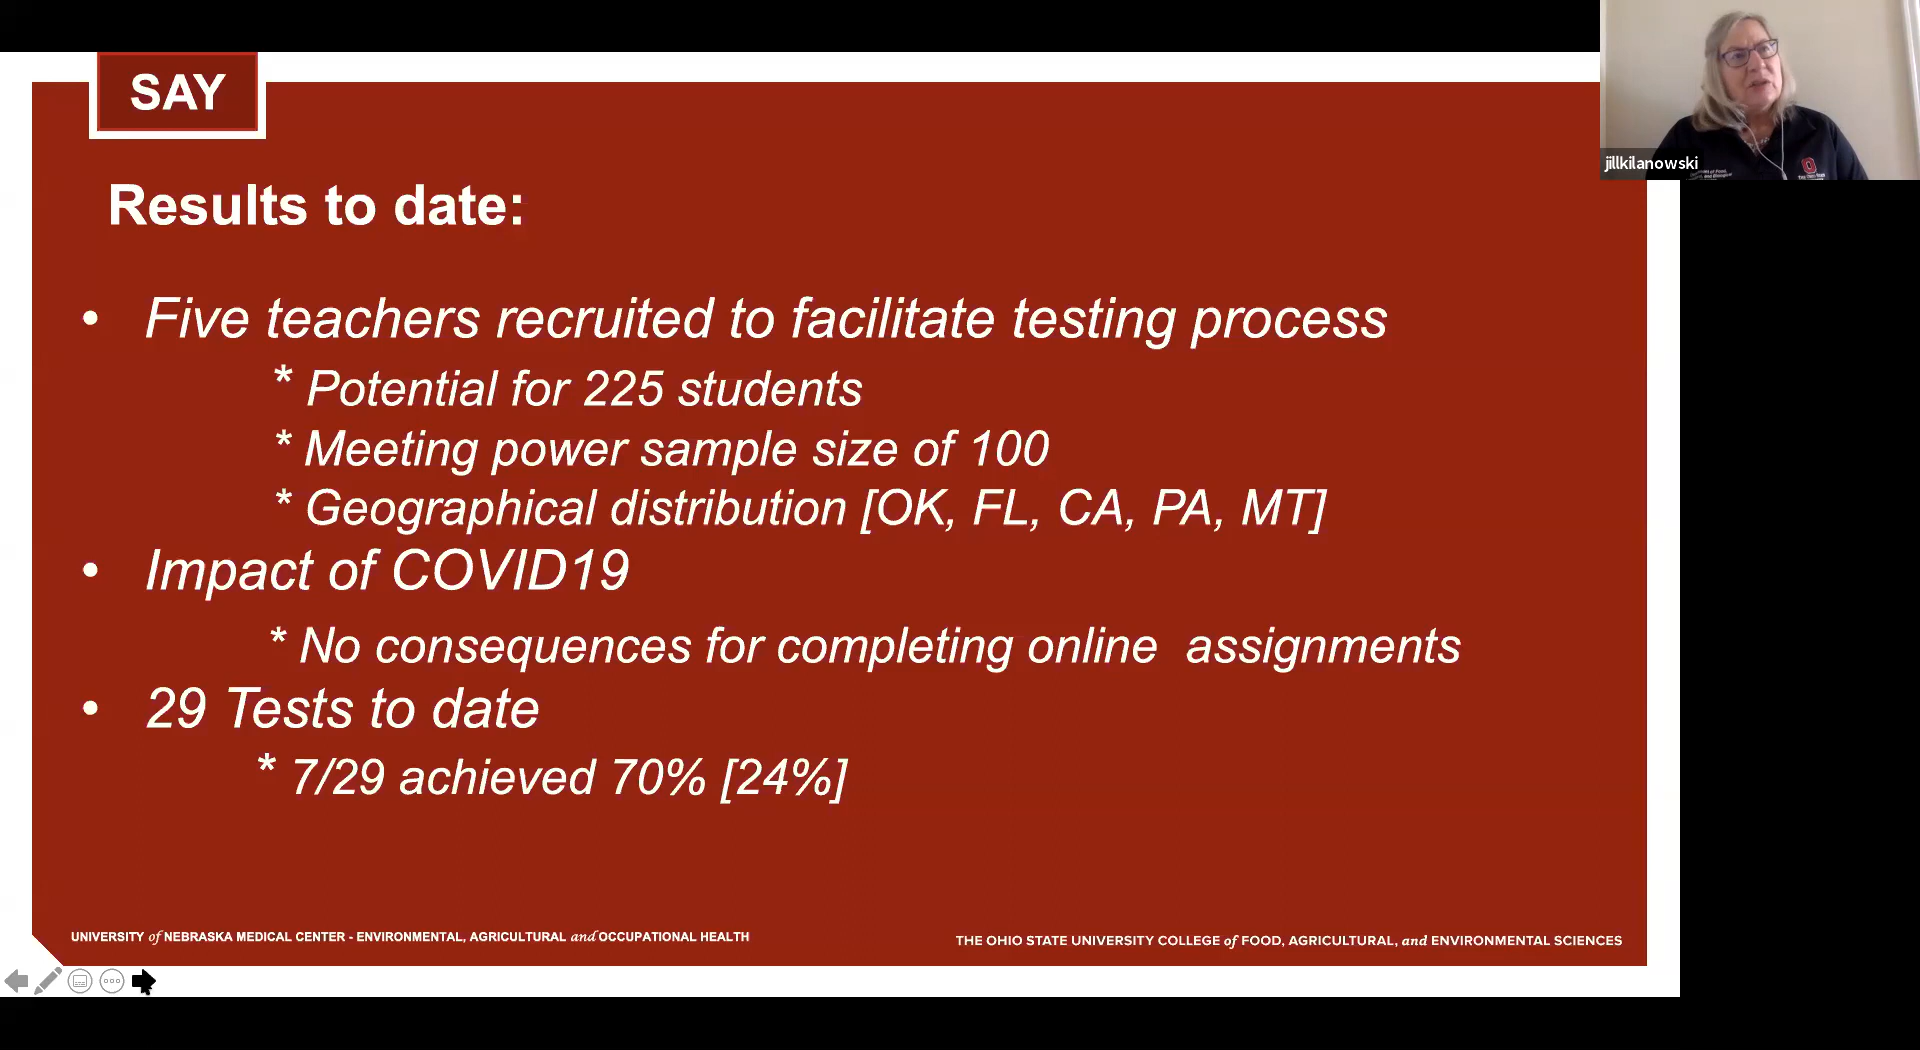 SAY
jillkilanowski
Results to date:
• Five teachers recruited to facilitate testing process
* Potential for 225 students
* Meeting power sample size of 100
* Geographical distribution [OK, FL, CA, PA, MT]
• Impact of COVID19
* No consequences for completing online assignments
• 29 Tests to date
* 7/29 achieved 70% [24%]
UNIVERSITY of NEBRASKA MEDICAL CENTER - ENVIRONMENTAL, AGRICULTURAL and OCCUPATIONAL HEALTH
THE OHIO STATE UNIVERSITY COLLEGE of FOOD, AGRICULTURAL, and ENVIRONMENTAL SCIENCES